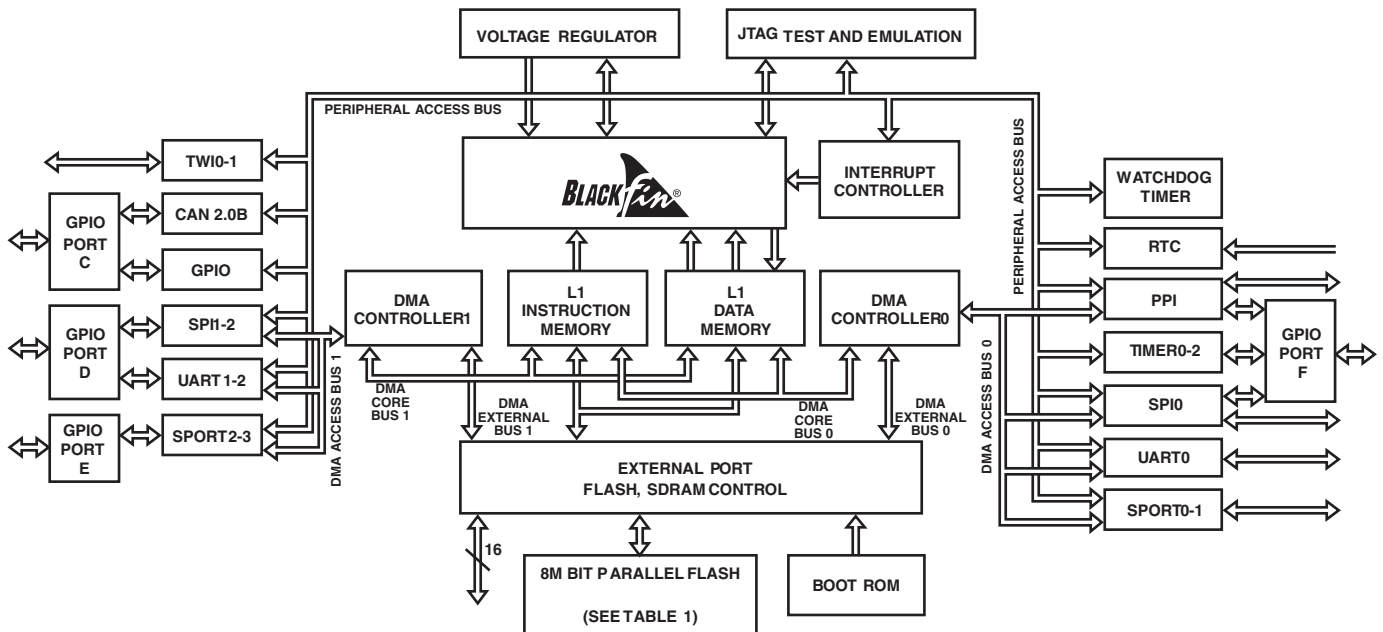 VOLTAGE REGULATOR
JTAG TEST AND EMULATION
PERIPHERAL ACCESS BUS
TWI0-1
CAN 2.0B
GPIO
GPIO
PORT
C
SPI1-2
UART 1-2
GPIO
PORT
D
SPORT2-3
GPIO
PORT
E
DMA ACCESS BUS 1
BLACKfin®
INTERRUPT
CONTROLLER
DMA
CONTROLLER1
L1
INSTRUCTION
MEMORY
L1
DATA
MEMORY
DMA
CONTROLLER0
DMA
CORE
BUS 1
DMA
EXTERNAL
BUS 1
DMA
CORE
BUS 0
DMA
EXTERNAL
BUS 0
EXTERNAL PORT
FLASH, SDRAM CONTROL
16
8M BIT PARALLEL FLASH
(SEE TABLE 1)
BOOT ROM
PERIPHERAL ACCESS BUS
DMA ACCESS BUS 0
WATCHDOG
TIMER
RTC
PPI
TIMER0-2
SPI0
UART0
SPORT0-1
GPIO
PORT
F